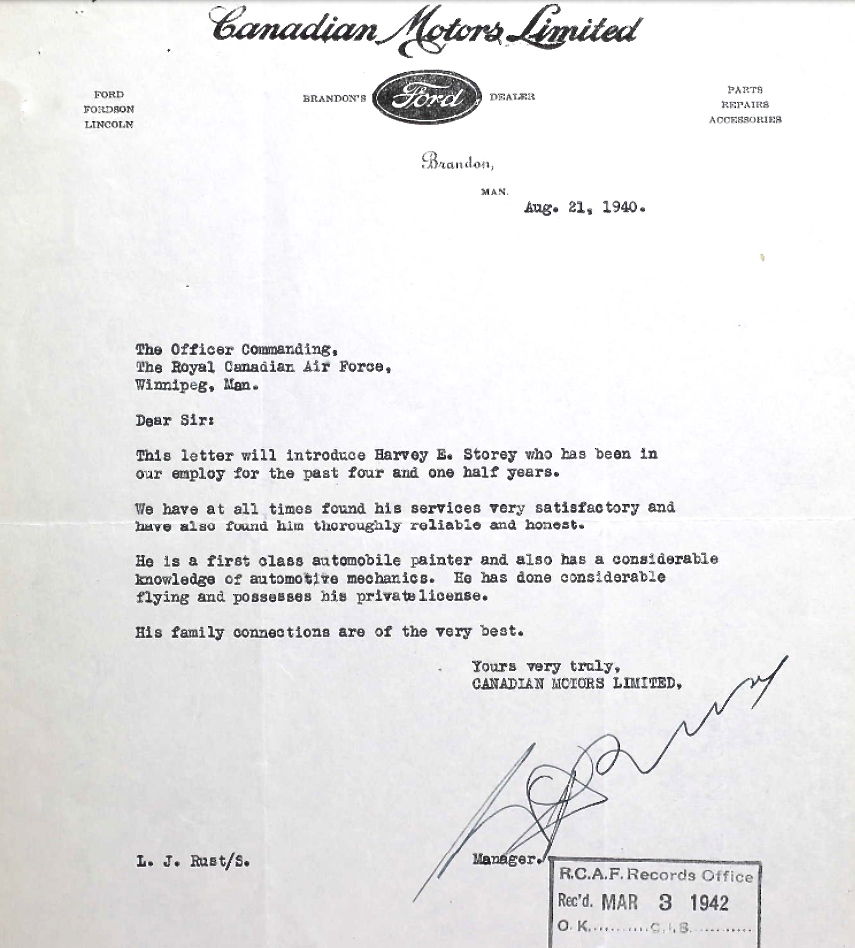 Canadian Motors Limited
FORD
FORDSON
LINCOLN
BRANDON'S Ford DEALER
PARTS
REPAIRS
ACCESSORIES
Brandon,
MAN.
Aug. 21, 1940.
The Officer Commanding,
The Royal Canadian Air Force,
Winnipeg, Man.
Dear Sir:
This letter will introduce Harvey E. Storey who has been in
our employ for the past four and one half years.
We have at all times found his services very satisfactory and
have also found him thoroughly reliable and honest.
He is a first class automobile painter and also has a considerable
knowledge of automotive mechanics. He has done considerable
flying and possesses his private license.
His family connections are of the very best.
Yours very truly,
CANADIAN MOTORS LIMITED,
L. J. Rust/S.
Manager.
R.C.A.F. Records Office
Rec'd. MAR 3 1942
O.K..........C.I.S...........